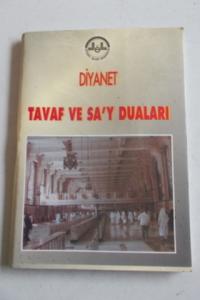 DİYANET
TAVAF VE SA'Y DUALARI